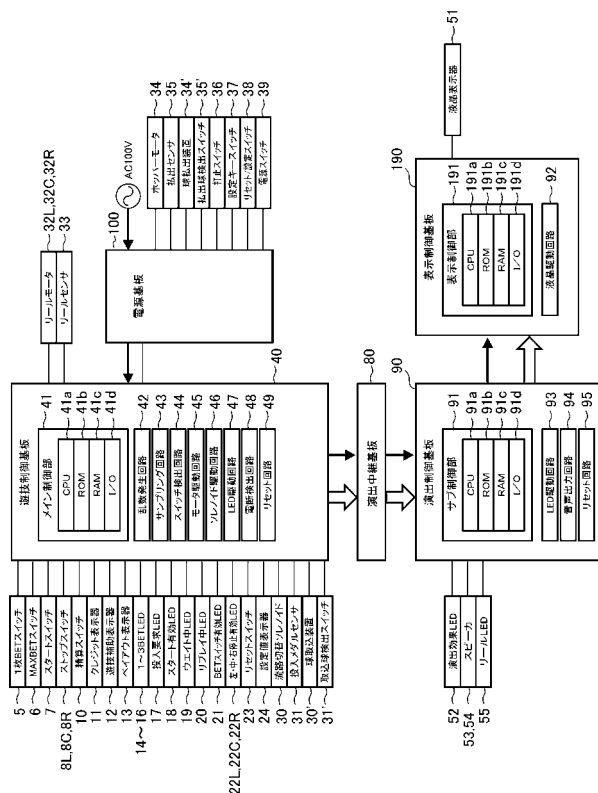 5 1枚BETスイッチ
6 MAXBETスイッチ
7 スタートスイッチ
8L,8C,8R ストップスイッチ
10 精算スイッチ
11 クレジット表示器
12 遊技補助表示器
13 ペイアウト表示器
14～16 1～3BETLED
17 投入要求LED
18 スタート有効LED
19 ウエイト中LED
20 リプレイ中LED
21 BETスイッチ有効LED
22L,22C,22R 左・中・右停止有効LED
23 リセットスイッチ
24 設定値表示器
30 流路切替ソレノイド
31 投入メダルセンサ
30' 球取込装置
31' 取込球検出スイッチ
遊技制御基板
40
メイン制御部 41
CPU 41a
ROM 41b
RAM 41c
I/O 41d
乱数発生回路 42
サンプリング回路 43
スイッチ検出回路 44
モータ駆動回路 45
ソレノイド駆動回路 46
LED駆動回路 47
電断検出回路 48
リセット回路 49
リールモータ 32L,32C,32R
リールセンサ 33
電源基板
100
AC100V
ホッパーモータ 34
払出センサ 35
球払出装置 34'
払出球検出スイッチ 35'
打止スイッチ 36
設定キースイッチ 37
リセット/設定スイッチ 38
電源スイッチ 39
演出中継基板
80
52 演出効果LED
53,54 スピーカ
55 リールLED
演出制御基板
90
サブ制御部 91
CPU 91a
ROM 91b
RAM 91c
I/O 91d
LED駆動回路 93
音声出力回路 94
リセット回路 95
表示制御基板
190
表示制御部 191
CPU 191a
ROM 191b
RAM 191c
I/O 191d
液晶駆動回路 92
液晶表示器 51